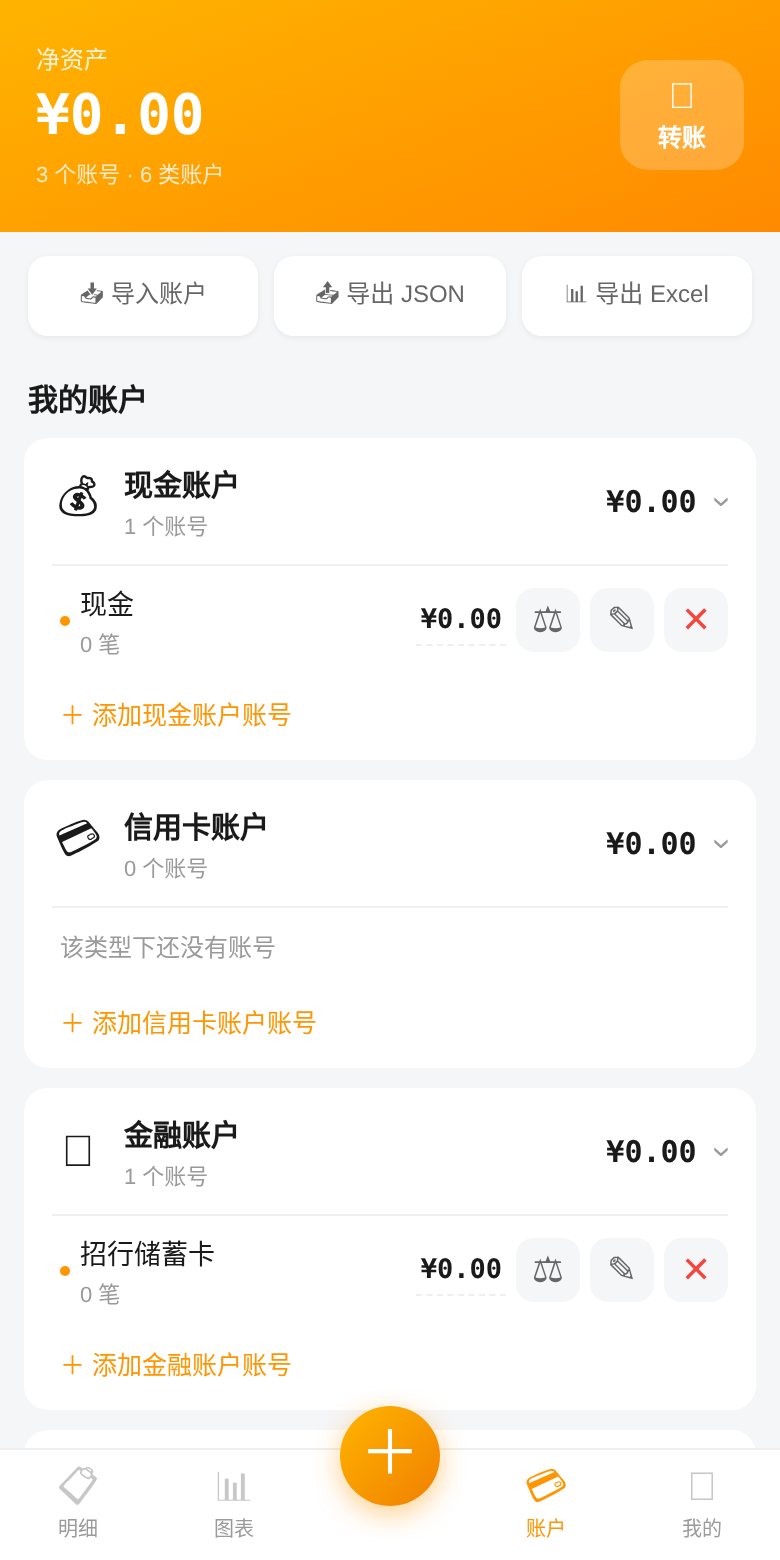 净资产
¥0.00
3 个账号 · 6 类账户
转账
导入账户
导出 JSON
导出 Excel
我的账户
现金账户
1 个账号
¥0.00
现金
0 笔
¥0.00
+ 添加现金账户账号
信用卡账户
0 个账号
¥0.00
该类型下还没有账号
+ 添加信用卡账户账号
金融账户
1 个账号
¥0.00
招行储蓄卡
0 笔
¥0.00
+ 添加金融账户账号
明细
图表
账户
我的